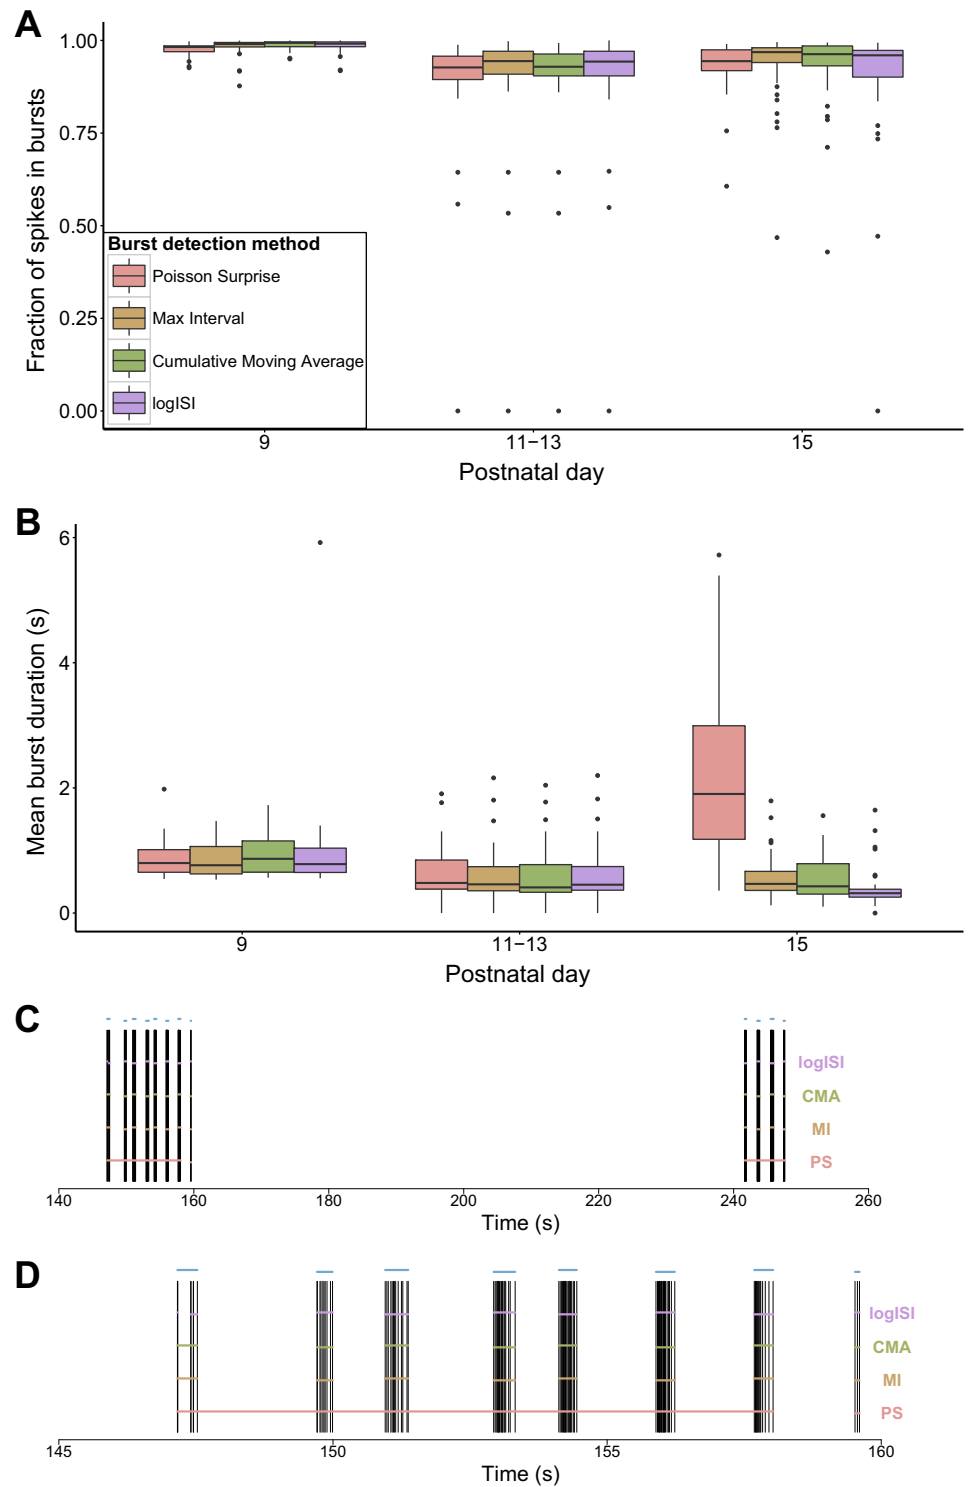 A
Fraction of spikes in bursts
1.00
0.75
0.50
0.25
0.00
Burst detection method
Poisson Surprise
Max Interval
Cumulative Moving Average
logISI
9
11−13
15
Postnatal day
B
Mean burst duration (s)
6
4
2
0
9
11−13
15
Postnatal day
C
logISI
CMA
MI
PS
140
160
180
200
220
240
260
Time (s)
D
logISI
CMA
MI
PS
145
150
155
160
Time (s)